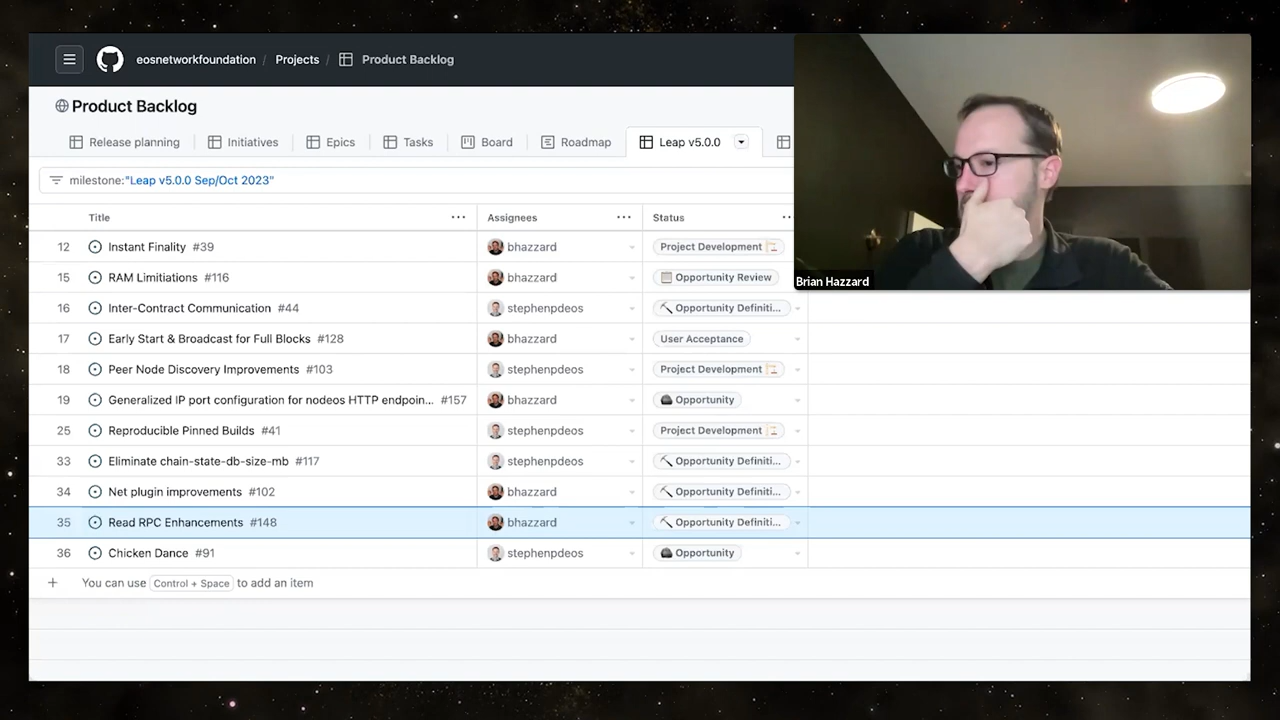 eosnetworkfoundation / Projects / Product Backlog
Product Backlog
Release planning Initiatives Epics Tasks Board Roadmap Leap v5.0.0
milestone:"Leap v5.0.0 Sep/Oct 2023"
Title ... Assignees ... Status ...
12 Instant Finality #39 bhazzard Project Development
15 RAM Limitiations #116 bhazzard Opportunity Review
16 Inter-Contract Communication #44 stephenpdeos Opportunity Definiti...
17 Early Start & Broadcast for Full Blocks #128 bhazzard User Acceptance
18 Peer Node Discovery Improvements #103 stephenpdeos Project Development
19 Generalized IP port configuration for nodeos HTTP endpoin... #157 bhazzard Opportunity
25 Reproducible Pinned Builds #41 stephenpdeos Project Development
33 Eliminate chain-state-db-size-mb #117 stephenpdeos Opportunity Definiti...
34 Net plugin improvements #102 bhazzard Opportunity Definiti...
35 Read RPC Enhancements #148 bhazzard Opportunity Definiti...
36 Chicken Dance #91 stephenpdeos Opportunity
+ You can use Control + Space to add an item
Brian Hazzard